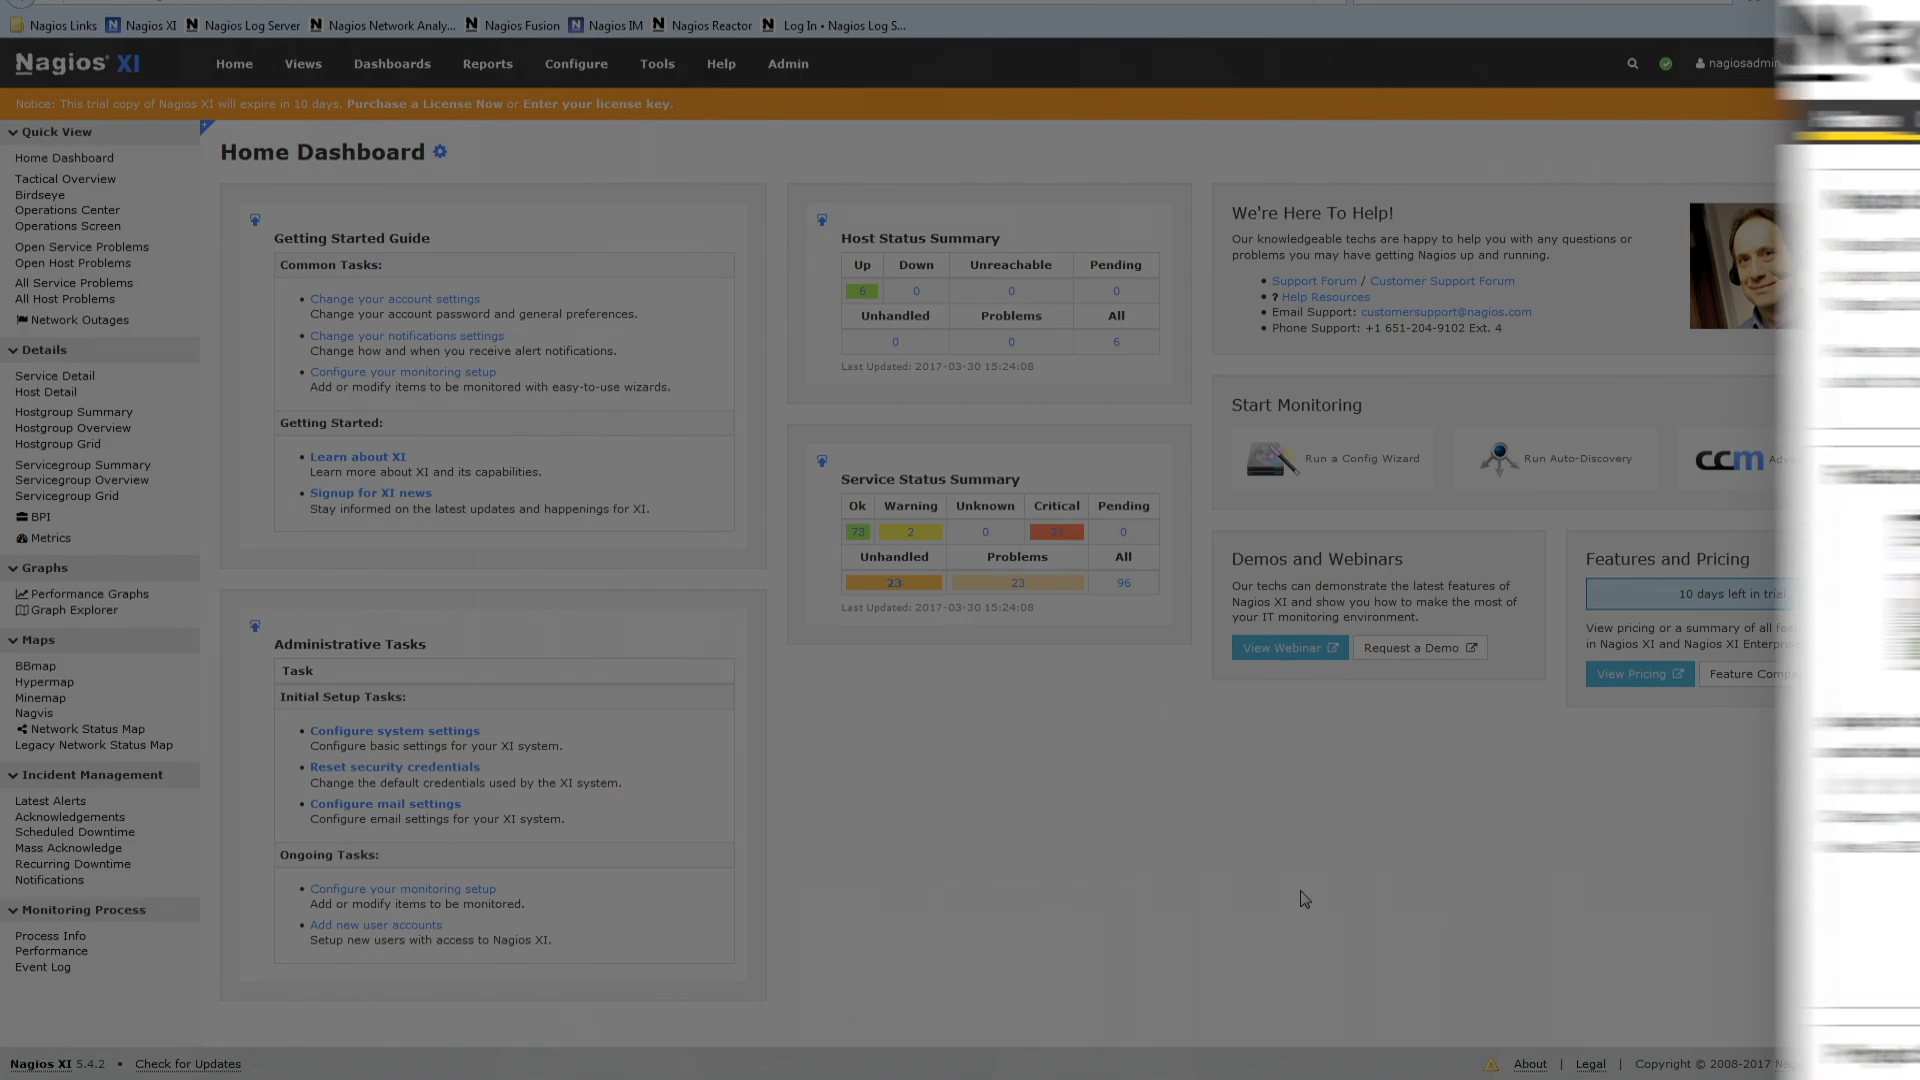 Nagios Links
Nagios XI
Nagios Log Server
Nagios Network Analy...
Nagios Fusion
Nagios IM
Nagios Reactor
Log In • Nagios Log S...
Nagios XI
Home
Views
Dashboards
Reports
Configure
Tools
Help
Admin
nagiosadmin
Notice: This trial copy of Nagios XI will expire in 10 days. Purchase a License Now or Enter your license key.
Quick View
Home Dashboard
Tactical Overview
Birdseye
Operations Center
Operations Screen
Open Service Problems
Open Host Problems
All Service Problems
All Host Problems
Network Outages
Details
Service Detail
Host Detail
Hostgroup Summary
Hostgroup Overview
Hostgroup Grid
Servicegroup Summary
Servicegroup Overview
Servicegroup Grid
BPI
Metrics
Graphs
Performance Graphs
Graph Explorer
Maps
BBmap
Hypermap
Minemap
Nagvis
Network Status Map
Legacy Network Status Map
Incident Management
Latest Alerts
Acknowledgements
Scheduled Downtime
Mass Acknowledge
Recurring Downtime
Notifications
Monitoring Process
Process Info
Performance
Event Log
Home Dashboard
Getting Started Guide
Common Tasks:
• Change your account settings
Change your account password and general preferences.
• Change your notifications settings
Change how and when you receive alert notifications.
• Configure your monitoring setup
Add or modify items to be monitored with easy-to-use wizards.
Getting Started:
• Learn about XI
Learn more about XI and its capabilities.
• Signup for XI news
Stay informed on the latest updates and happenings for XI.
Administrative Tasks
Task
Initial Setup Tasks:
• Configure system settings
Configure basic settings for your XI system.
• Reset security credentials
Change the default credentials used by the XI system.
• Configure mail settings
Configure email settings for your XI system.
Ongoing Tasks:
• Configure your monitoring setup
Add or modify items to be monitored.
• Add new user accounts
Setup new users with access to Nagios XI.
Host Status Summary
Up Down Unreachable Pending
6 0 0 0
Unhandled Problems All
0 0 6
Last Updated: 2017-03-30 15:24:08
Service Status Summary
Ok Warning Unknown Critical Pending
73 2 0 21 0
Unhandled Problems All
23 23 96
Last Updated: 2017-03-30 15:24:08
We're Here To Help!
Our knowledgeable techs are happy to help you with any questions or
problems you may have getting Nagios up and running.
• Support Forum / Customer Support Forum
• ? Help Resources
• Email Support: customersupport@nagios.com
• Phone Support: +1 651-204-9102 Ext. 4
Start Monitoring
Run a Config Wizard
Run Auto-Discovery
ccm
Demos and Webinars
Our techs can demonstrate the latest features of
Nagios XI and show you how to make the most of
your IT monitoring environment.
View Webinar
Request a Demo
Features and Pricing
10 days left in trial
View pricing or a summary of all
in Nagios XI and Nagios
View Pricing
Feature
Nagios XI 5.4.2 • Check for Updates
About | Legal | Copyright © 2008-2017